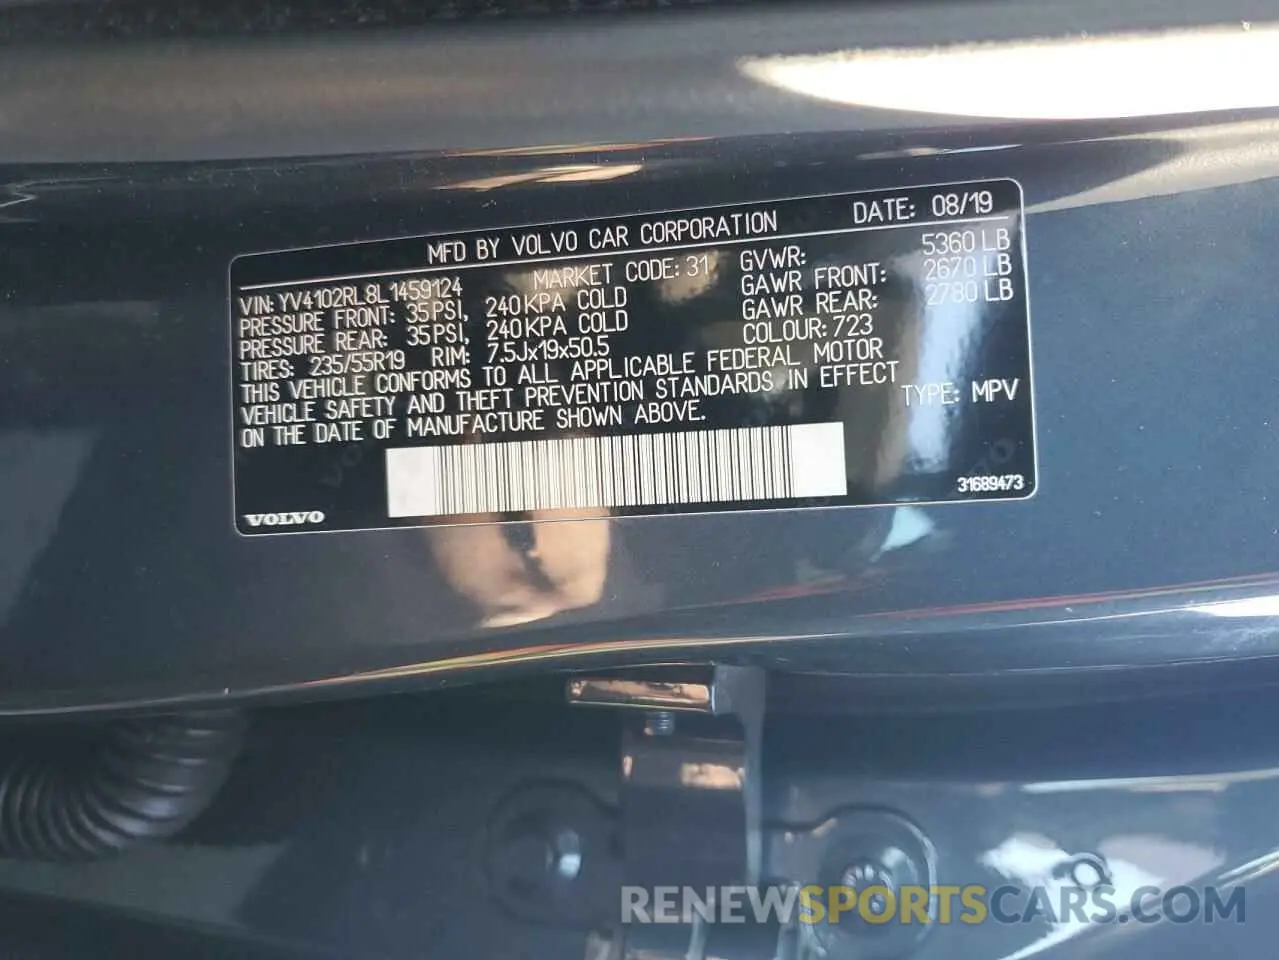 MFD BY VOLVO CAR CORPORATION DATE: 08/19
VIN: YV4102RL8L1459124 MARKET CODE: 31 GVWR: 5360 LB
PRESSURE FRONT: 35 PSI, 240 KPA COLD GAWR FRONT: 2670 LB
PRESSURE REAR: 35 PSI, 240 KPA COLD GAWR REAR: 2780 LB
TIRES: 235/55R19 RIM: 7.5Jx19x50.5 COLOUR: 723
THIS VEHICLE CONFORMS TO ALL APPLICABLE FEDERAL MOTOR
VEHICLE SAFETY AND THEFT PREVENTION STANDARDS IN EFFECT
ON THE DATE OF MANUFACTURE SHOWN ABOVE. TYPE: MPV
31689473
VOLVO
RENEWSPORTSCARS.COM